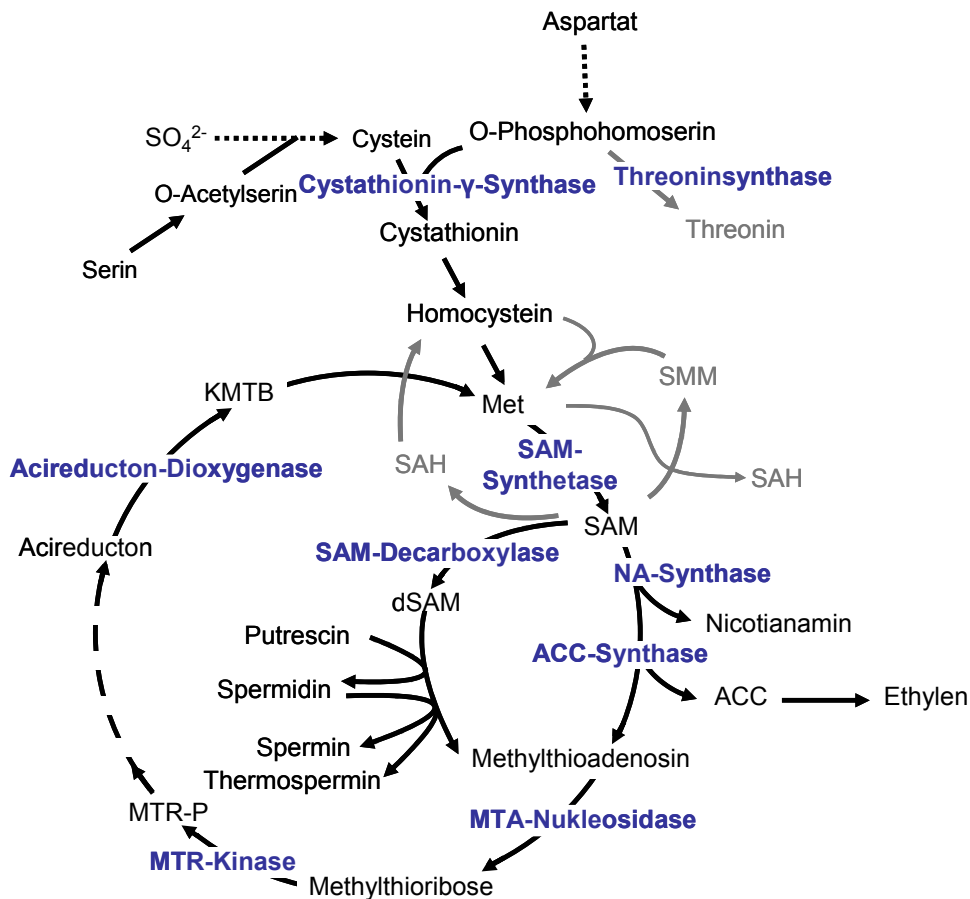 Aspartat
SO₄²⁻
Cystein
O-Phosphohomoserin
O-Acetylserin
Cystathionin-γ-Synthase
Threoninsynthase
Cystathionin
Threonin
Serin
Homocystein
KMTB
SMM
Met
Acireducton-Dioxygenase
SAH
SAM-
Synthetase
SAH
Acireducton
SAM
SAM-Decarboxylase
NA-Synthase
dSAM
Putrescin
Nicotianamin
ACC-Synthase
Spermidin
ACC
Ethylen
Spermin
Thermospermin
Methylthioadenosin
MTR-P
MTA-Nukleosidase
MTR-Kinase
Methylthioribose